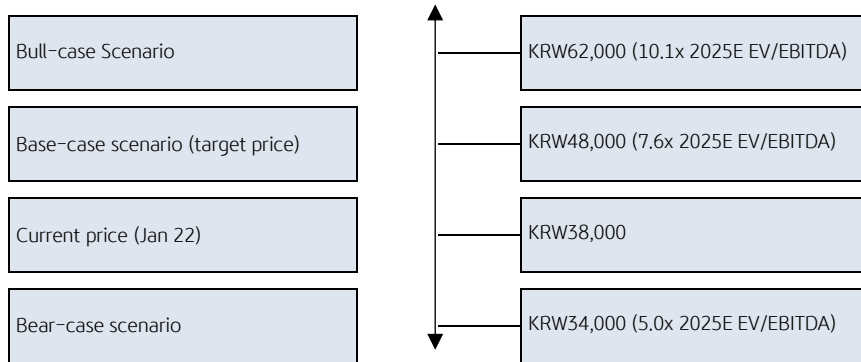 Bull-case Scenario
KRW62,000 (10.1x 2025E EV/EBITDA)
Base-case scenario (target price)
KRW48,000 (7.6x 2025E EV/EBITDA)
Current price (Jan 22)
KRW38,000
Bear-case scenario
KRW34,000 (5.0x 2025E EV/EBITDA)